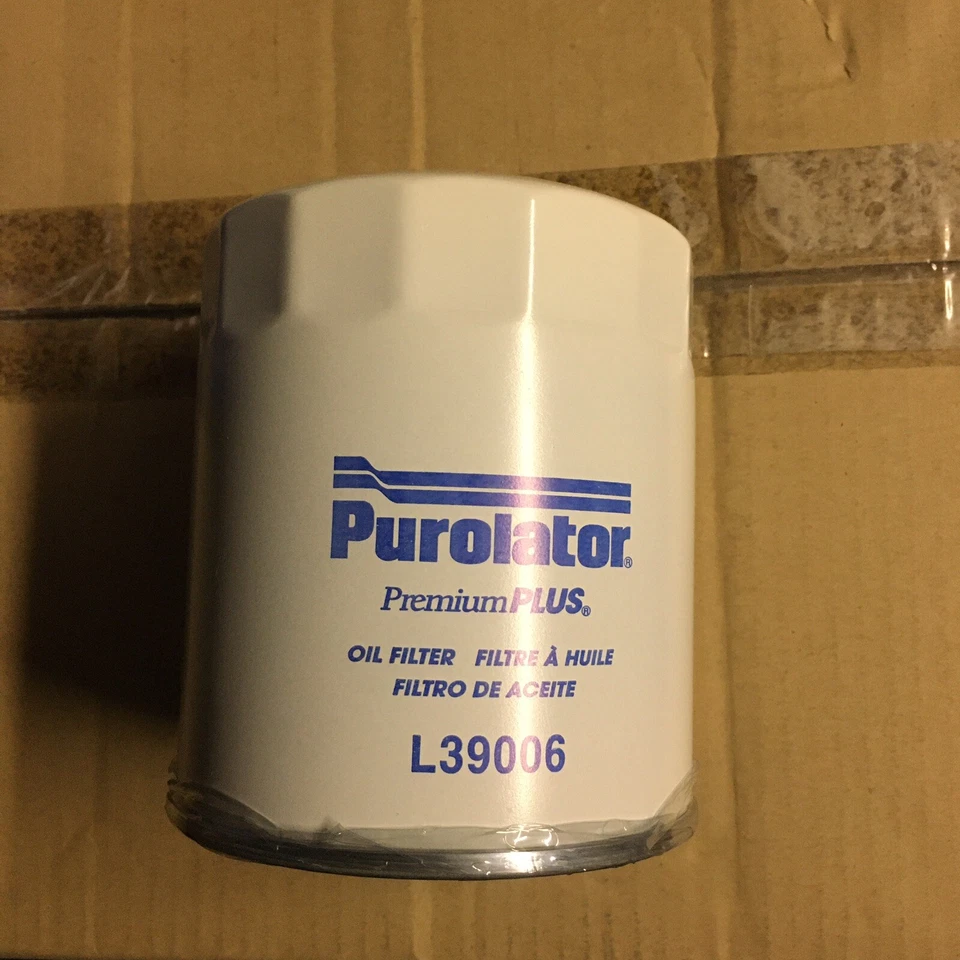 Purolator®
PremiumPLUS®
OIL FILTER FILTRE À HUILE
FILTRO DE ACEITE
L39006